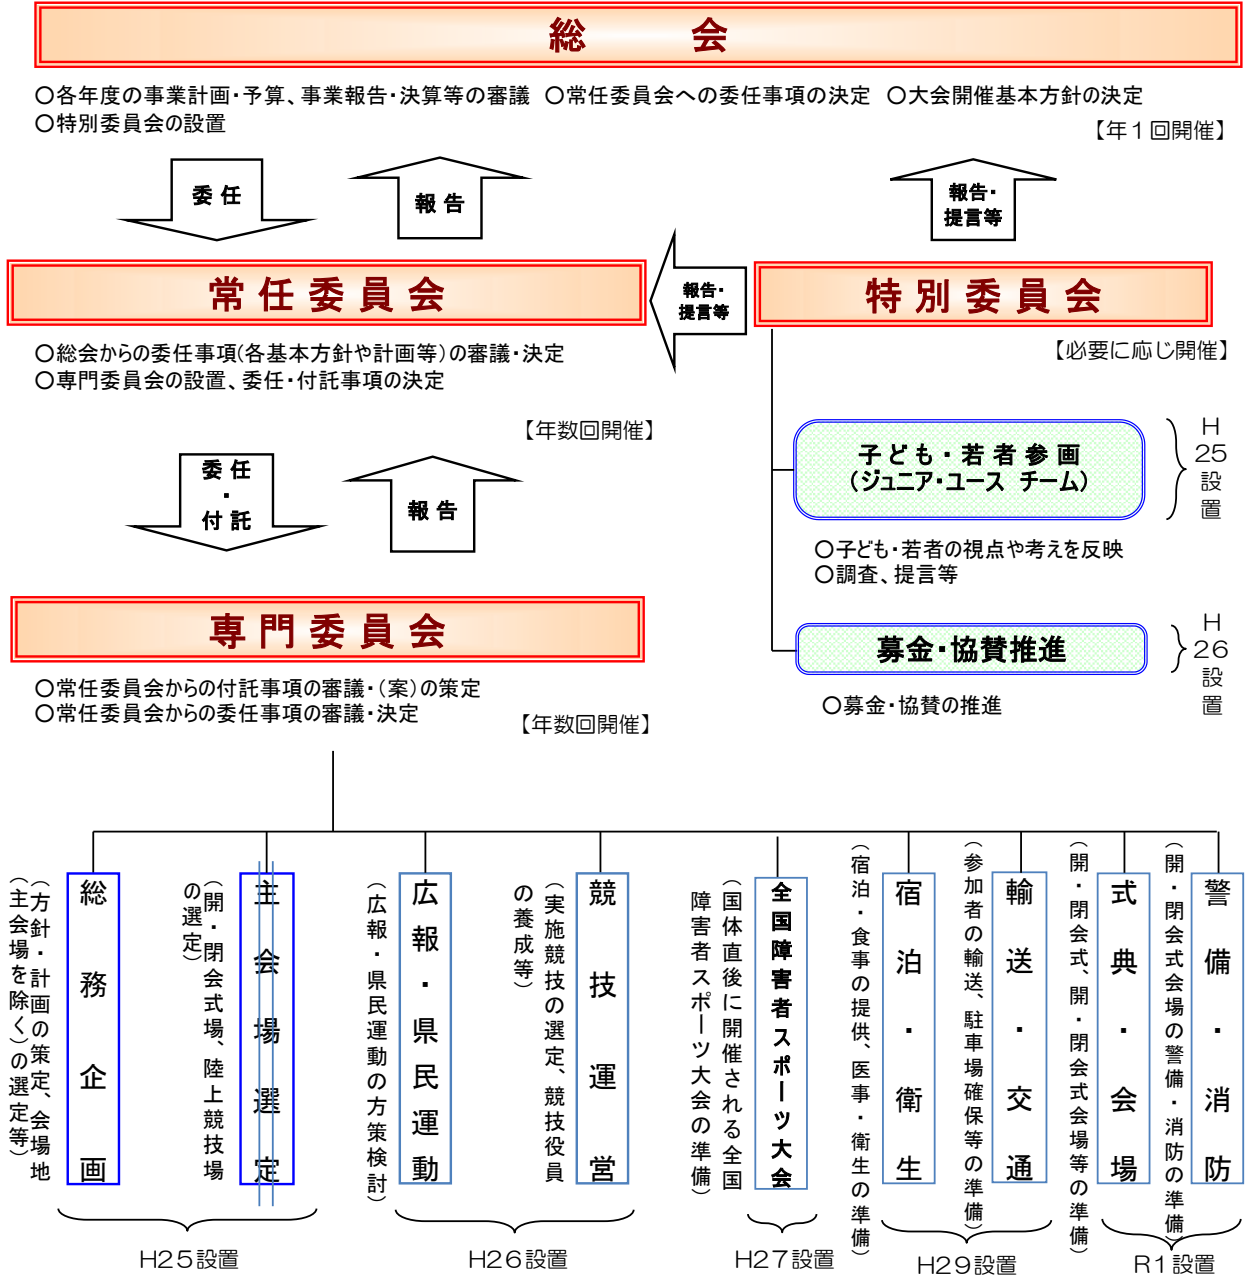 総 会
○各年度の事業計画・予算、事業報告・決算等の審議 ○常任委員会への委任事項の決定 ○大会開催基本方針の決定
○特別委員会の設置
【年1回開催】
委任
報告
報告・
提言等
常任委員会
報告・
提言等
特別委員会
○総会からの委任事項(各基本方針や計画等)の審議・決定
○専門委員会の設置、委任・付託事項の決定
【年数回開催】
【必要に応じ開催】
委任
・
付託
報告
子ども・若者参画
(ジュニア・ユース チーム)
H25設置
○子ども・若者の視点や考えを反映
○調査、提言等
専門委員会
募金・協賛推進
H26設置
○募金・協賛の推進
○常任委員会からの付託事項の審議・(案)の策定
○常任委員会からの委任事項の審議・決定
【年数回開催】
総務企画
(方針・計画の策定、会場地
(主会場を除く)の選定等)
主会場選定
(開・閉会式場、陸上競技場
の選定)
広報・県民運動
(広報・県民運動の方策検討)
競技運営
(実施競技の選定、競技役員
の養成等)
全国障害者スポーツ大会
(国体直後に開催される全国
障害者スポーツ大会の準備)
宿泊・衛生
(宿泊・食事の提供、医事・衛生の準備)
輸送・交通
(参加者の輸送、駐車場確保等の準備)
式典・会場
(開・閉会式、開・閉会式会場等の準備)
警備・消防
(開・閉会式会場の警備・消防の準備)
H25設置
H26設置
H27設置
H29設置
R1設置